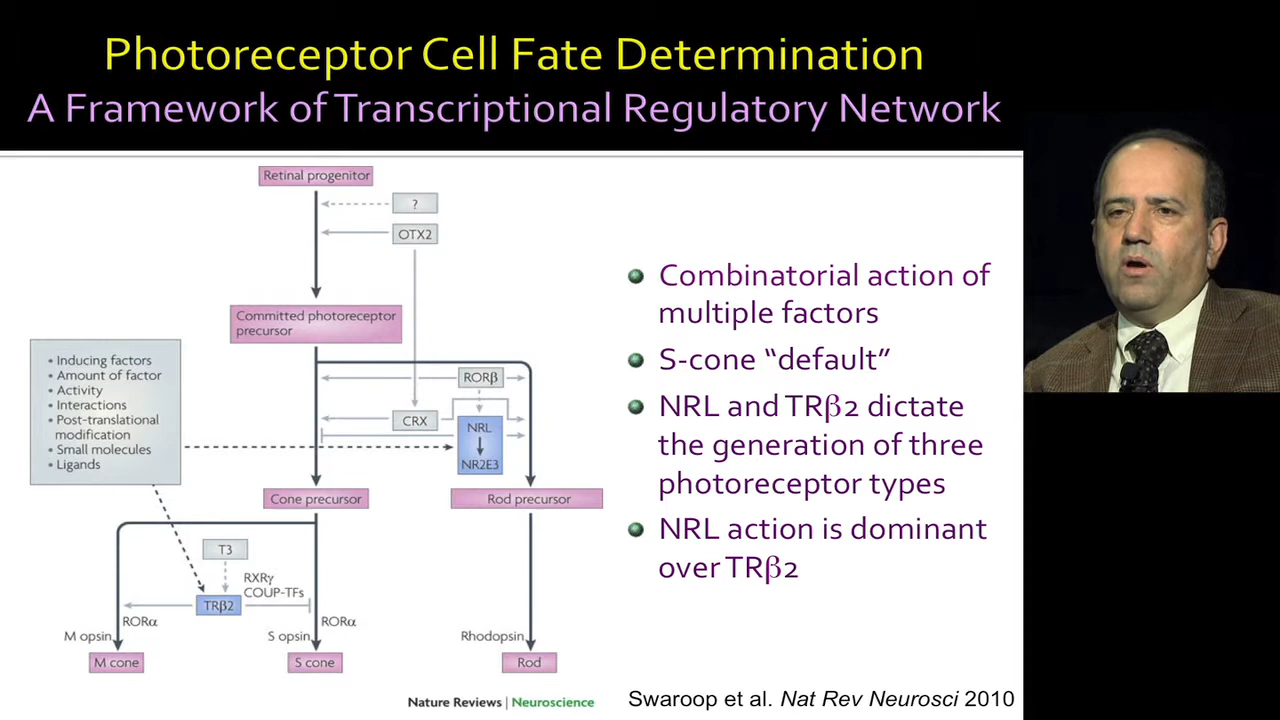 Photoreceptor Cell Fate Determination
A Framework of Transcriptional Regulatory Network
Retinal progenitor
?
OTX2
Committed photoreceptor
precursor
• Inducing factors
• Amount of factor
• Activity
• Interactions
• Post-translational
modification
• Small molecules
• Ligands
RORβ
CRX
NRL
NR2E3
Cone precursor
Rod precursor
T3
RXRγ
COUP-TFs
TRβ2
RORα
RORα
M opsin
S opsin
Rhodopsin
M cone
S cone
Rod
Combinatorial action of
multiple factors
S-cone “default”
NRL and TRβ2 dictate
the generation of three
photoreceptor types
NRL action is dominant
over TRβ2
Nature Reviews | Neuroscience
Swaroop et al. Nat Rev Neurosci 2010